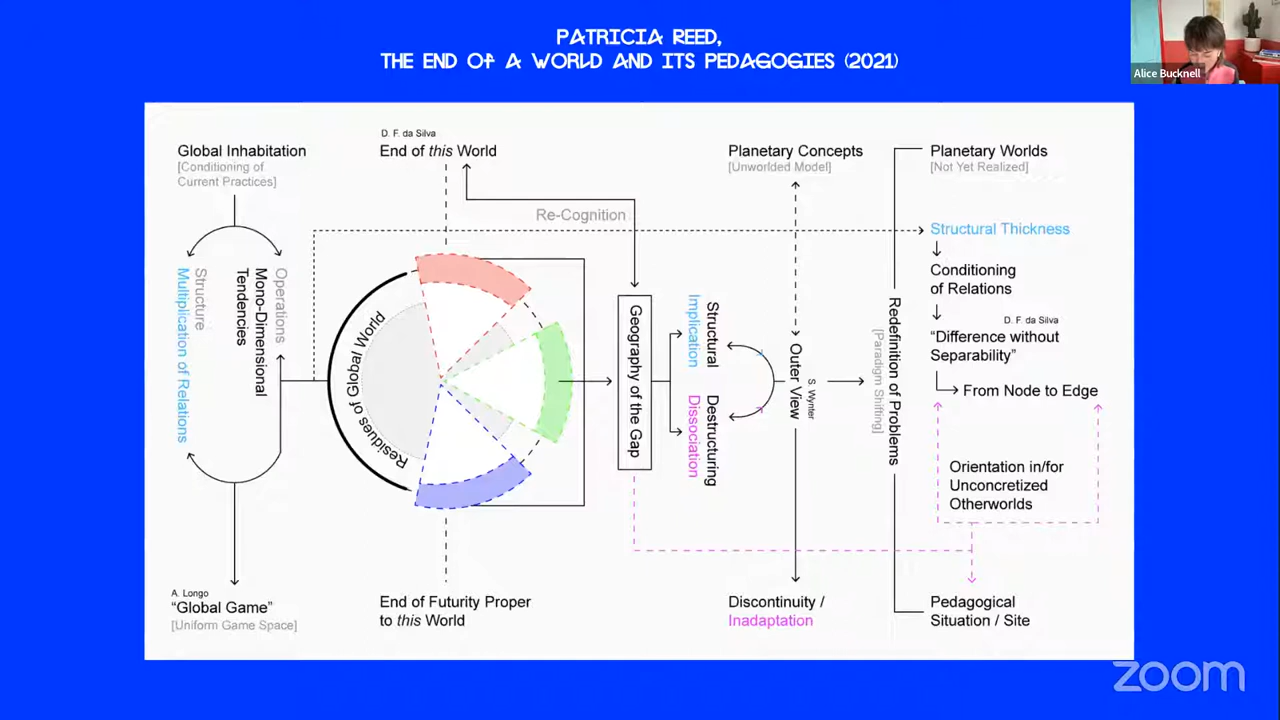 PATRICIA REED,
THE END OF A WORLD AND ITS PEDAGOGIES (2021)
Alice Bucknell
Global Inhabitation
[Conditioning of
Current Practices]
D. F. da Silva
End of this World
Planetary Concepts
[Unworlded Model]
Planetary Worlds
[Not Yet Realized]
Re-Cognition
Structural Thickness
Conditioning
of Relations
D. F. da Silva
“Difference without
Separability”
From Node to Edge
Orientation in/for
Unconcretized
Otherworlds
Structure
Multiplication of Relations
Operations
Mono-Dimensional
Tendencies
Residues of Global World
Geography of the Gap
Structural
Implication
Destructuring
Dissociation
Outer View
S. Wynter
Redefinition of Problems
[Paradigm Shifting]
A. Longo
“Global Game”
[Uniform Game Space]
End of Futurity Proper
to this World
Discontinuity /
Inadaptation
Pedagogical
Situation / Site
zoom